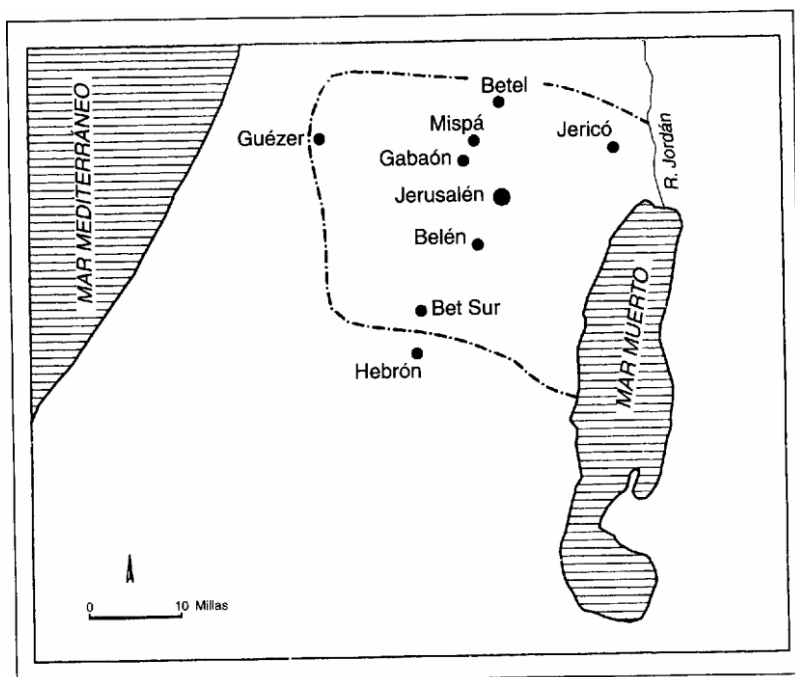 MAR MEDITERRÁNEO
Betel
Guézer
Mispá
Jericó
R. Jordán
Gabaón
Jerusalén
Belén
Bet Sur
Hebrón
MAR MUERTO
0 10 Millas